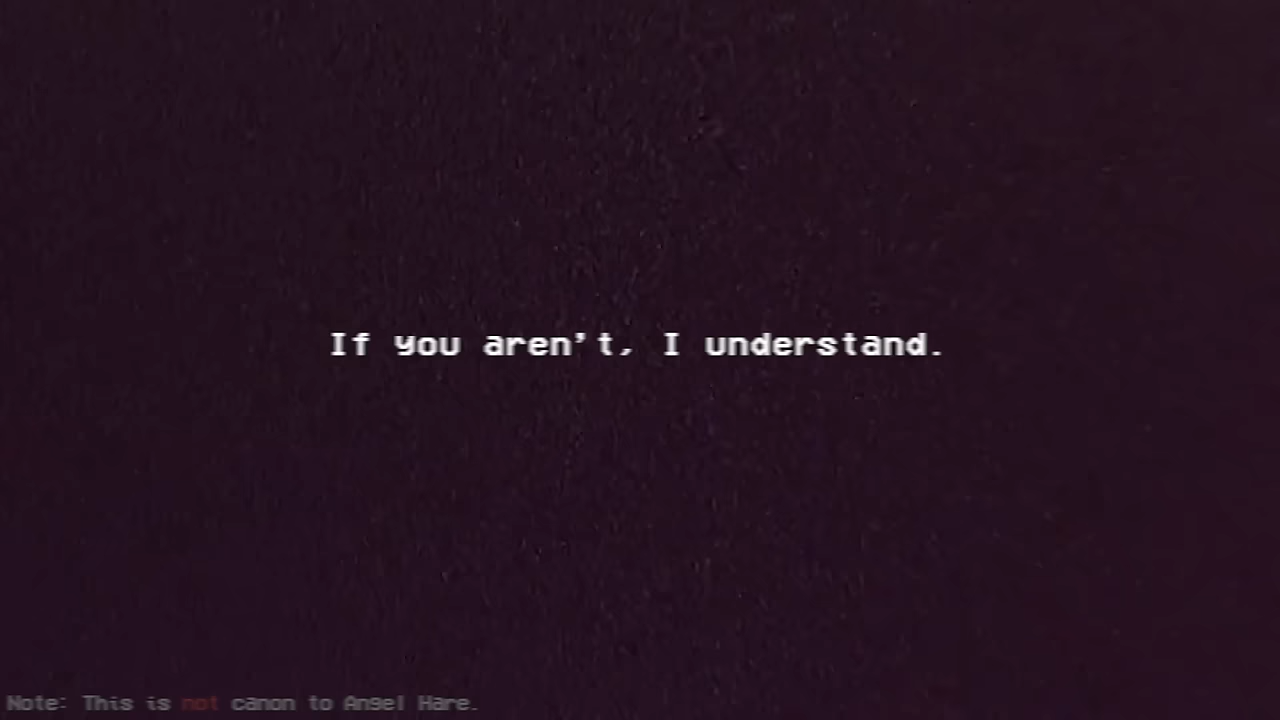 If you aren't, I understand.
Note: This is not canon to Angel Hare.